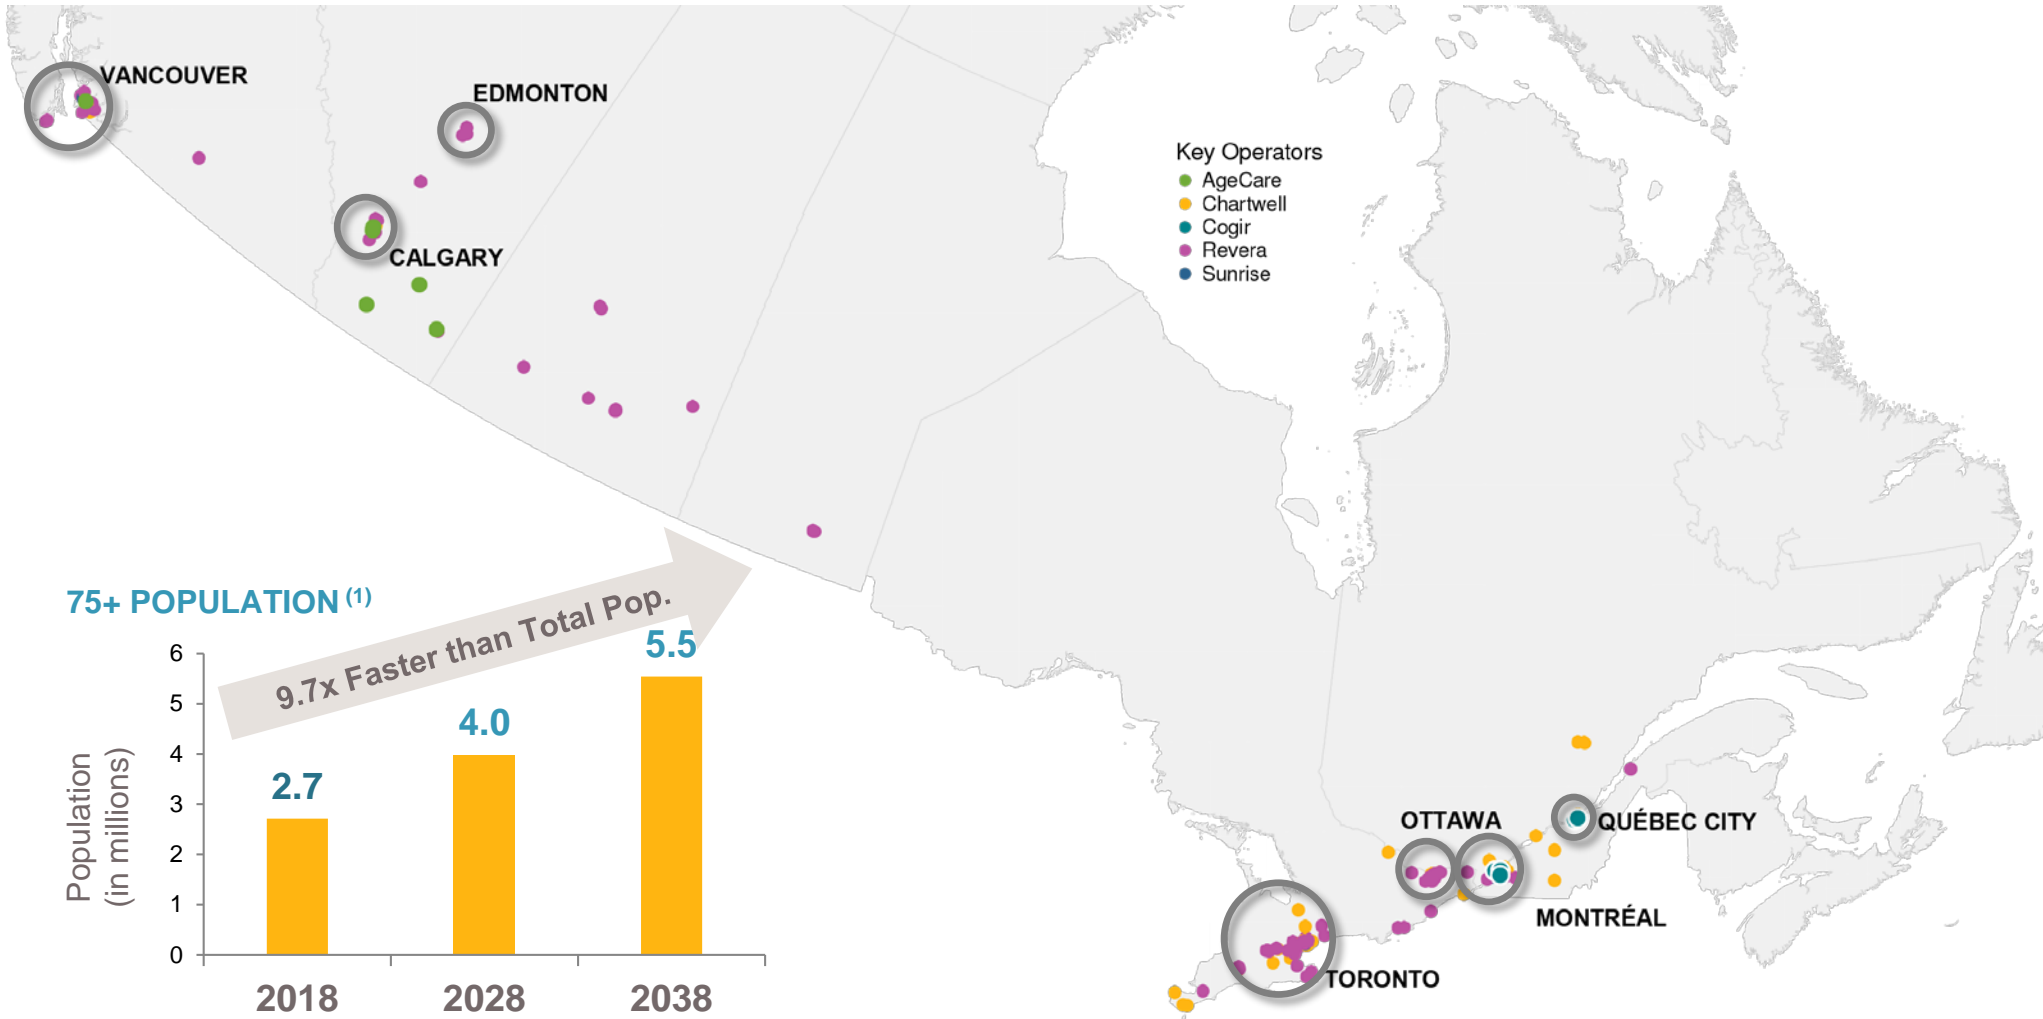 VANCOUVER
EDMONTON
CALGARY
Key Operators
AgeCare
Chartwell
Cogir
Revera
Sunrise
75+ POPULATION (1)
9.7x Faster than Total Pop.
Population
(in millions)
6
5
4
3
2
1
0
2.7
4.0
5.5
2018
2028
2038
OTTAWA
QUÉBEC CITY
MONTRÉAL
TORONTO